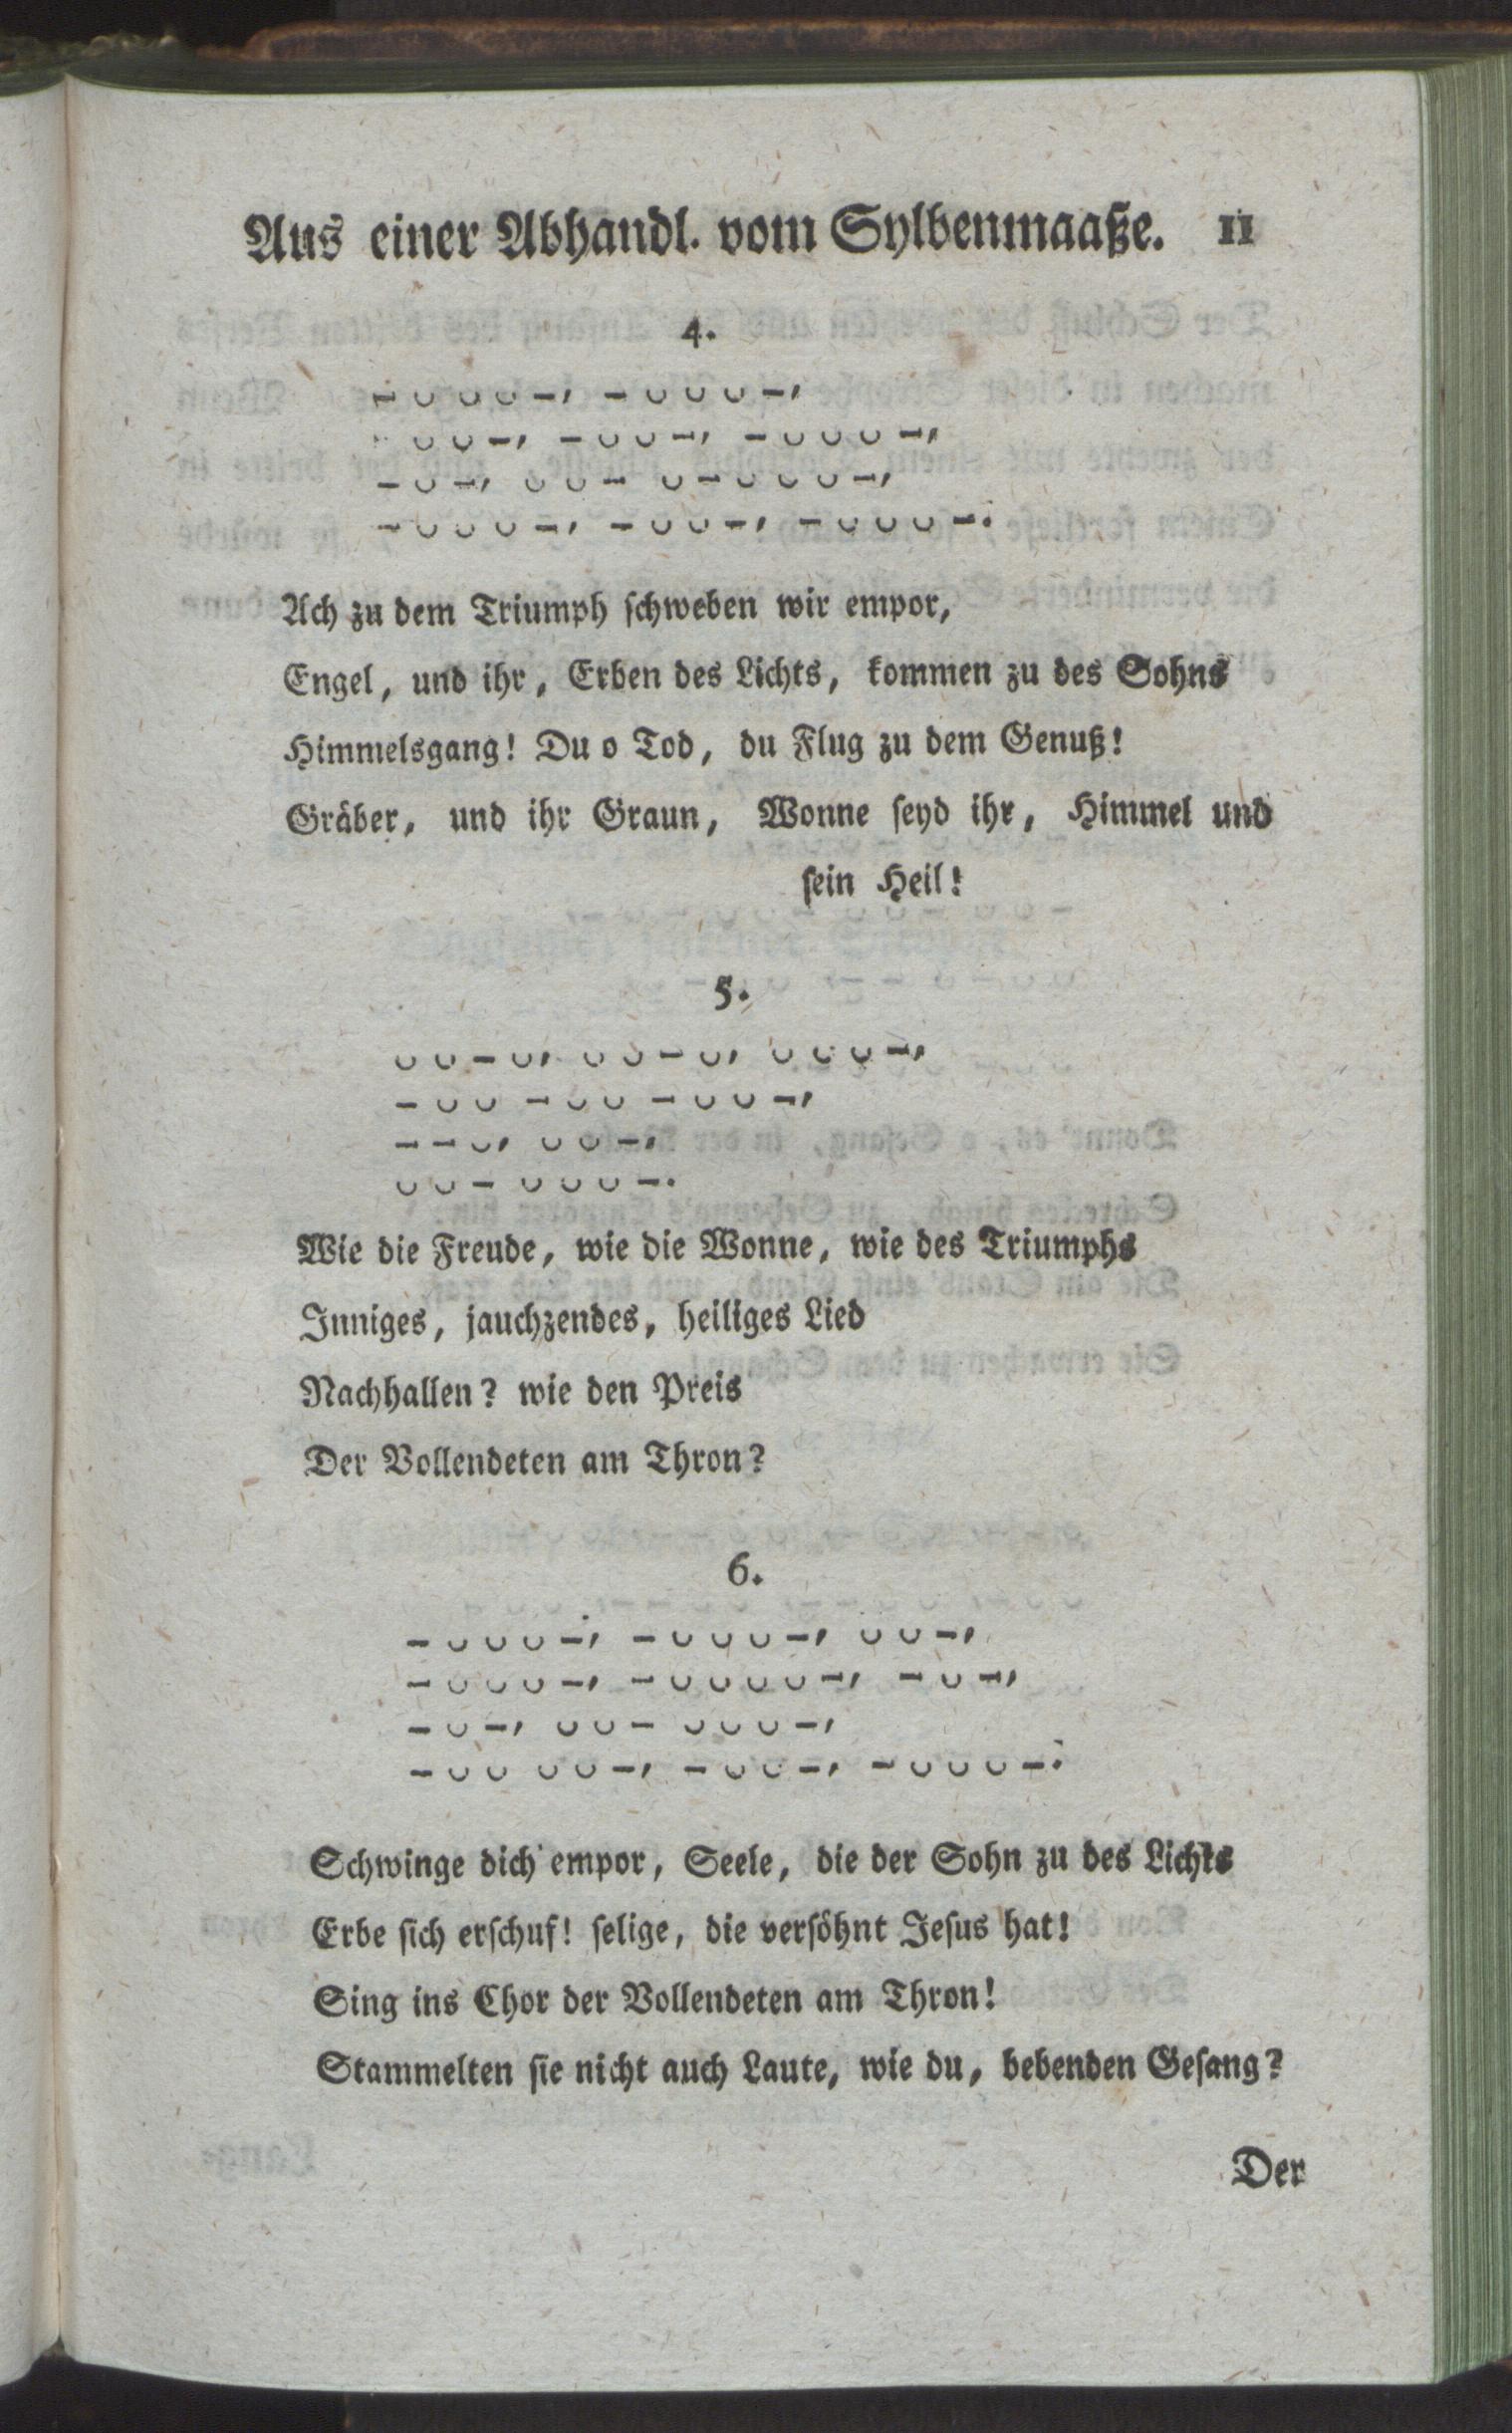 Aus einer Abhandl. vom Sylbenmaaße. 11
4.
– ◡ ◡ ◡ –, – ◡ ◡ ◡ –,
◡ ◡ –, – ◡ ◡ –, – ◡ ◡ ◡ –,
– ◡ –, ◡ ◡ – ◡ – ◡ ◡ ◡ –,
– ◡ ◡ ◡ –, – ◡ ◡ –, – ◡ ◡ ◡ –.
Ach zu dem Triumph ſchweben wir empor,
Engel, und ihr, Erben des Lichts, kommen zu des Sohns
Himmelsgang! Du o Tod, du Flug zu dem Genuß!
Gräber, und ihr Graun, Wonne ſeyd ihr, Himmel und
ſein Heil!
5.
◡ ◡ – ◡, ◡ ◡ – ◡, ◡ ◡ ◡ –,
– ◡ ◡ – ◡ ◡ – ◡ ◡ –,
– – ◡, ◡ ◡ –,
◡ ◡ – ◡ ◡ ◡ –.
Wie die Freude, wie die Wonne, wie des Triumphs
Inniges, jauchzendes, heiliges Lied
Nachhallen? wie den Preis
Der Vollendeten am Thron?
6.
– ◡ ◡ ◡ –, – ◡ ◡ ◡ –, ◡ ◡ –,
– ◡ ◡ ◡ –, – ◡ ◡ ◡ ◡ –, – ◡ –,
– ◡ –, ◡ ◡ – ◡ ◡ ◡ –,
– ◡ ◡ ◡ ◡ –, – ◡ ◡ –, – ◡ ◡ ◡ –.
Schwinge dich empor, Seele, die der Sohn zu des Lichts
Erbe ſich erſchuf! ſelige, die verſöhnt Jeſus hat!
Sing ins Chor der Vollendeten am Thron!
Stammelten ſie nicht auch Laute, wie du, bebenden Geſang?
Der